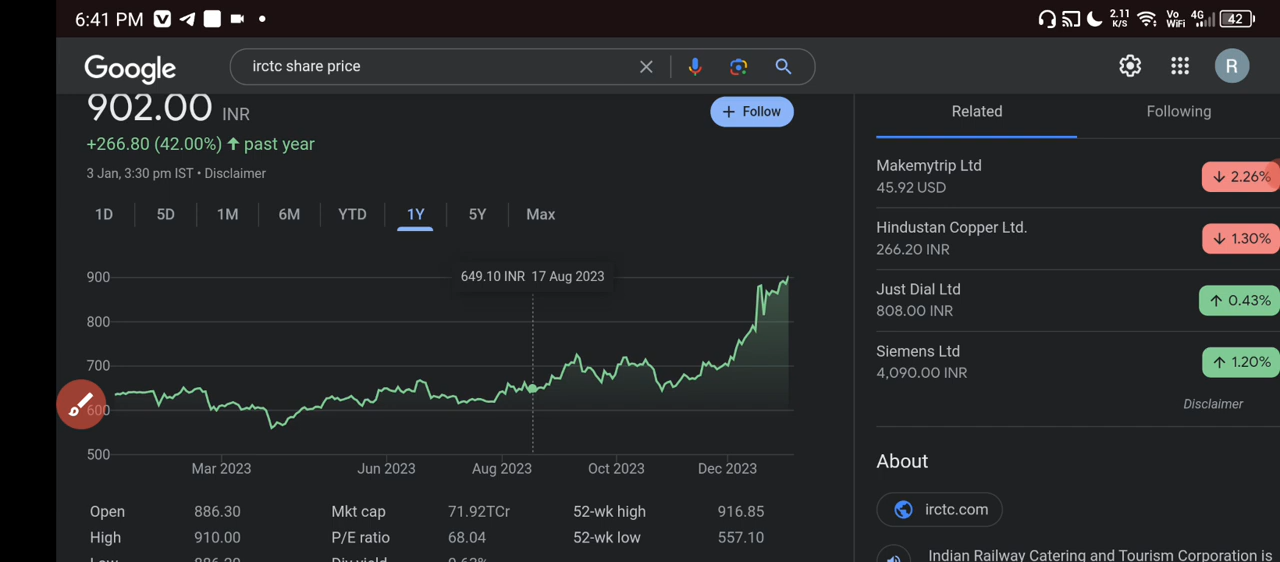 6:41 PM
2.11 K/S Vo WiFi 4G 42
Google
irctc share price
R
902.00 INR
+ Follow
+266.80 (42.00%) ↑ past year
3 Jan, 3:30 pm IST • Disclaimer
1D 5D 1M 6M YTD 1Y 5Y Max
649.10 INR 17 Aug 2023
900
800
700
600
500
Mar 2023 Jun 2023 Aug 2023 Oct 2023 Dec 2023
Open 886.30 Mkt cap 71.92TCr 52-wk high 916.85
High 910.00 P/E ratio 68.04 52-wk low 557.10
Related Following
Makemytrip Ltd
45.92 USD
↓ 2.26%
Hindustan Copper Ltd.
266.20 INR
↓ 1.30%
Just Dial Ltd
808.00 INR
↑ 0.43%
Siemens Ltd
4,090.00 INR
↑ 1.20%
Disclaimer
About
irctc.com
Indian Railway Catering and Tourism Corporation is